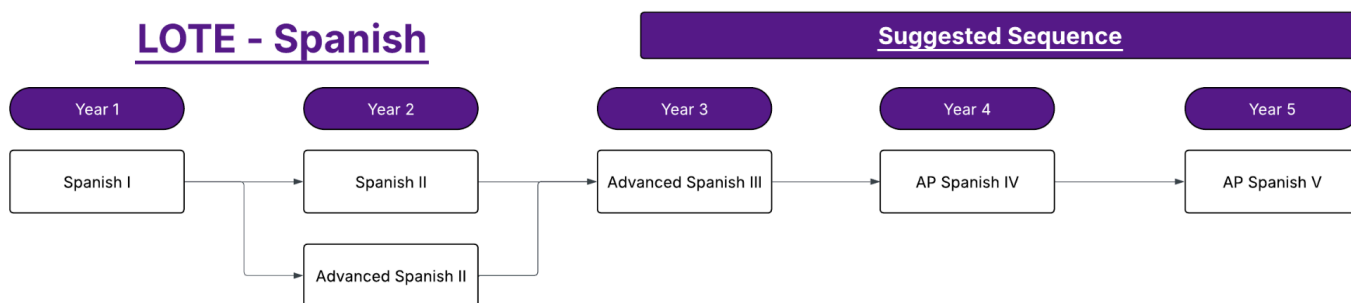 LOTE - Spanish
Suggested Sequence
Year 1
Year 2
Year 3
Year 4
Year 5
Spanish I
Spanish II
Advanced Spanish III
AP Spanish IV
AP Spanish V
Advanced Spanish II